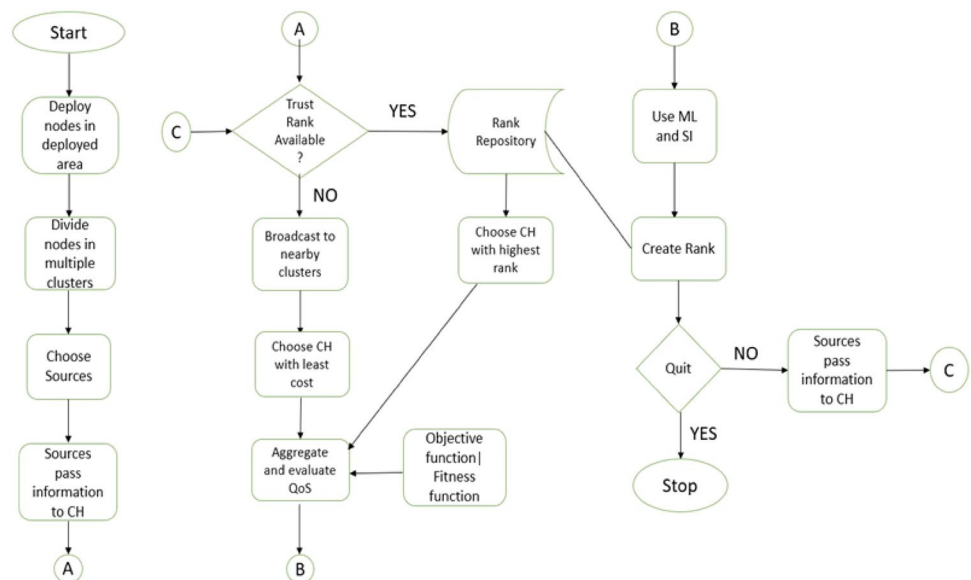 Start
Deploy
nodes in
deployed
area
Divide
nodes in
multiple
clusters
Choose
Sources
Sources
pass
information
to CH
A
A
C
Trust
Rank
Available
?
YES
NO
Rank
Repository
Broadcast to
nearby
clusters
Choose CH
with highest
rank
Choose CH
with least
cost
Aggregate
and evaluate
QoS
Objective
function|
Fitness
function
B
B
Use ML
and SI
Create Rank
Quit
NO
Sources
pass
information
to CH
C
YES
Stop